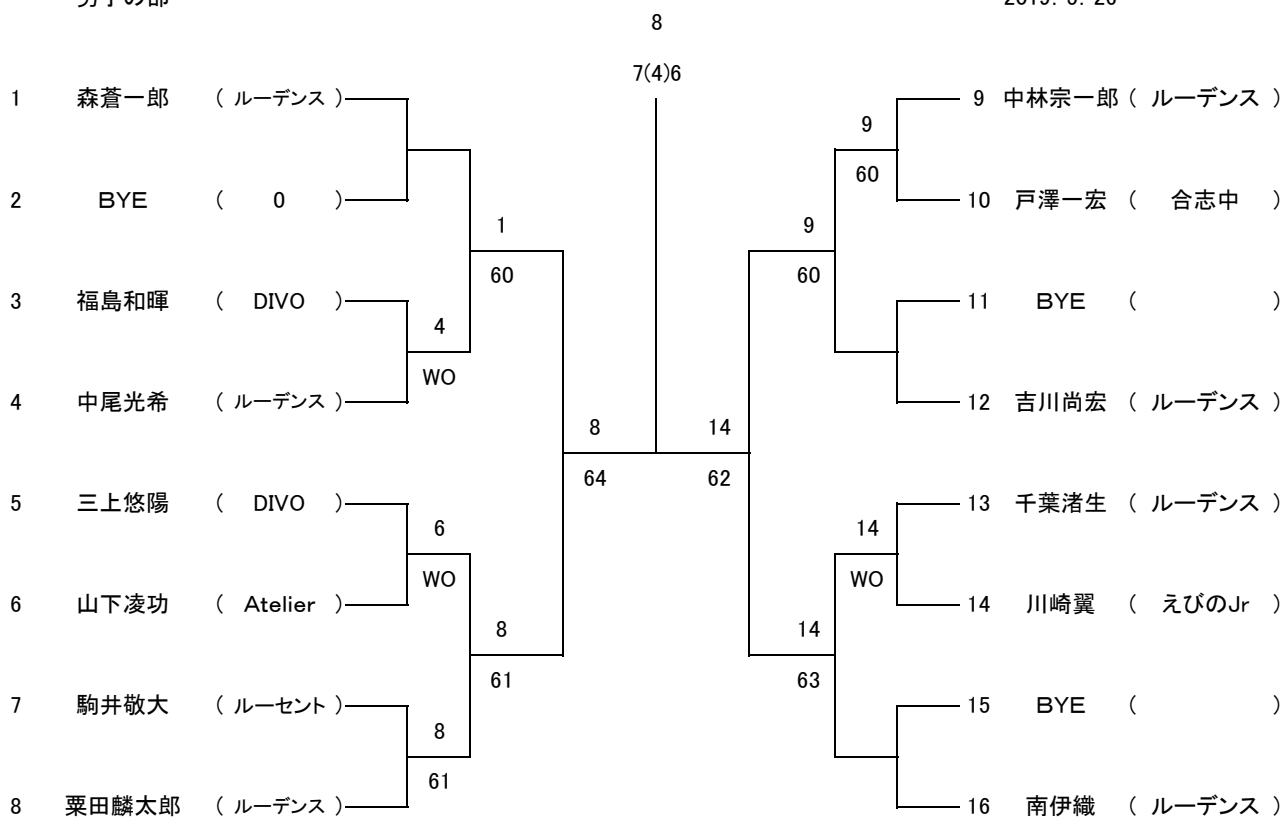 男子の部
8
7(4)6
1 森蒼一郎 ( ルーデンス )
9 中林宗一郎 ( ルーデンス )
9
60
2 BYE ( 0 )
10 戸澤一宏 ( 合志中 )
1
60
9
60
3 福島和暉 ( DIVO )
11 BYE ( )
4
WO
4 中尾光希 ( ルーデンス )
12 吉川尚宏 ( ルーデンス )
8
64
14
62
5 三上悠陽 ( DIVO )
13 千葉渚生 ( ルーデンス )
6
WO
14
WO
6 山下凌功 ( Atelier )
14 川崎翼 ( えびのJr )
8
61
14
63
7 駒井敬大 ( ルーセント )
15 BYE ( )
8
61
8 粟田麟太郎 ( ルーデンス )
16 南伊織 ( ルーデンス )